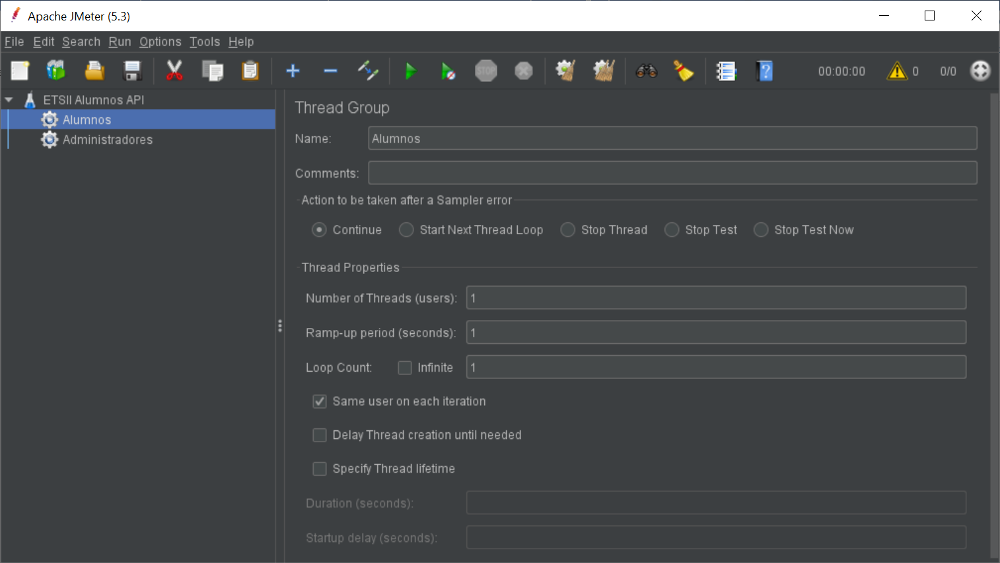 Apache JMeter (5.3)
File Edit Search Run Options Tools Help
STOP ? 00:00:00 0 0/0
ETSII Alumnos API
Alumnos
Administradores
Thread Group
Name: Alumnos
Comments:
Action to be taken after a Sampler error
Continue Start Next Thread Loop Stop Thread Stop Test Stop Test Now
Thread Properties
Number of Threads (users): 1
Ramp-up period (seconds): 1
Loop Count: Infinite 1
Same user on each iteration
Delay Thread creation until needed
Specify Thread lifetime
Duration (seconds):
Startup delay (seconds):